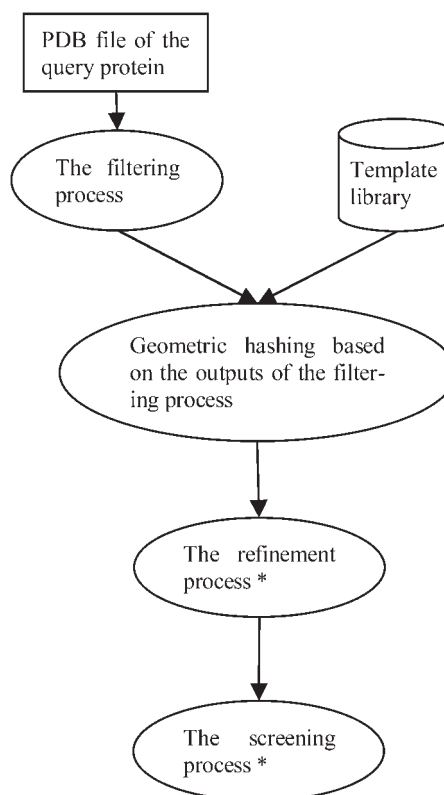 PDB file of the
query protein
The filtering
process
Template
library
Geometric hashing based
on the outputs of the filter-
ing process
The refinement
process *
The screening
process *